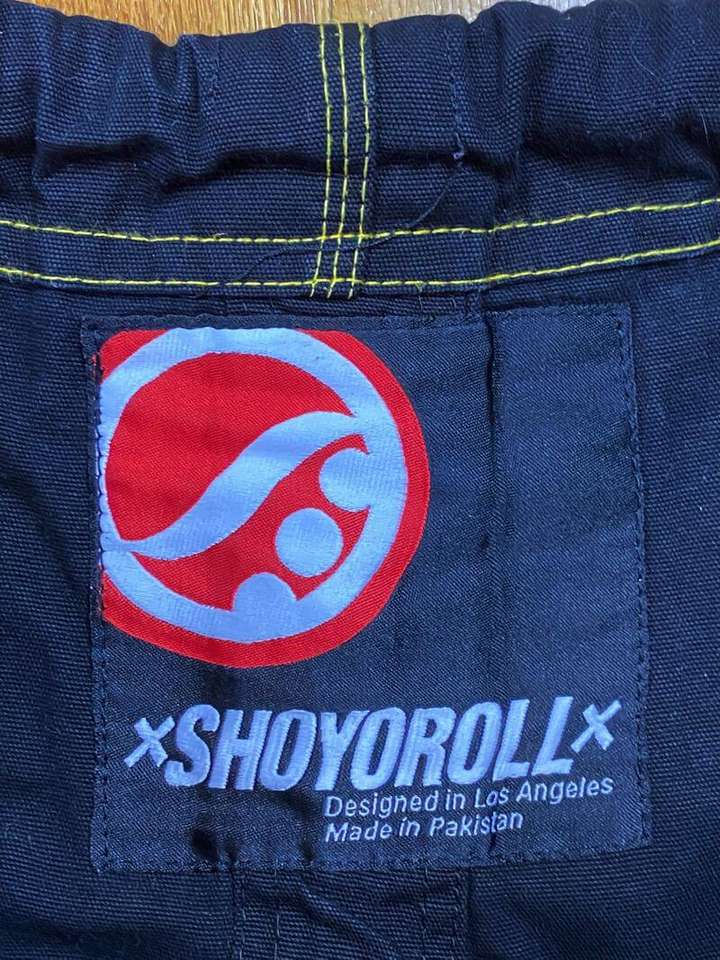 ×SHOYOROLL×
Designed in Los Angeles
Made in Pakistan